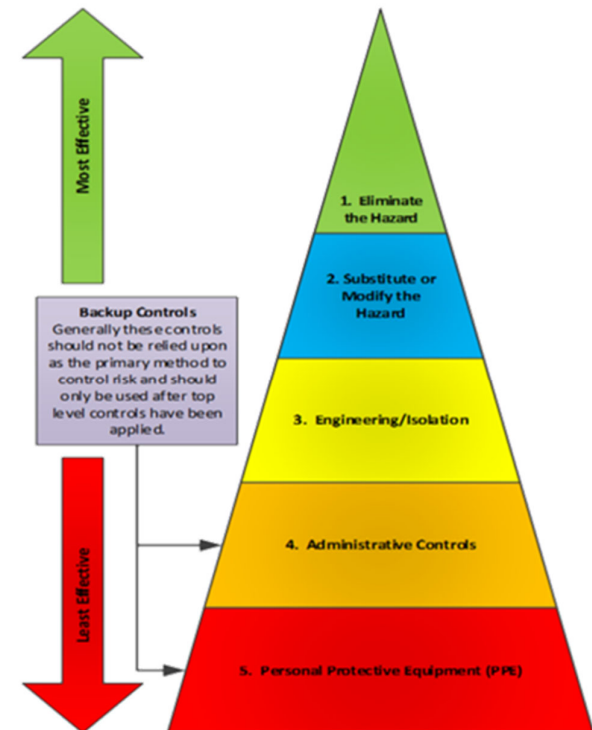 Most Effective
1. Eliminate
the Hazard
2. Substitute or
Modify the
Hazard
Backup Controls
Generally these controls
should not be relied upon
as the primary method to
control risk and should
only be used after top
level controls have been
applied.
3. Engineering/Isolation
4. Administrative Controls
Least Effective
5. Personal Protective Equipment (PPE)